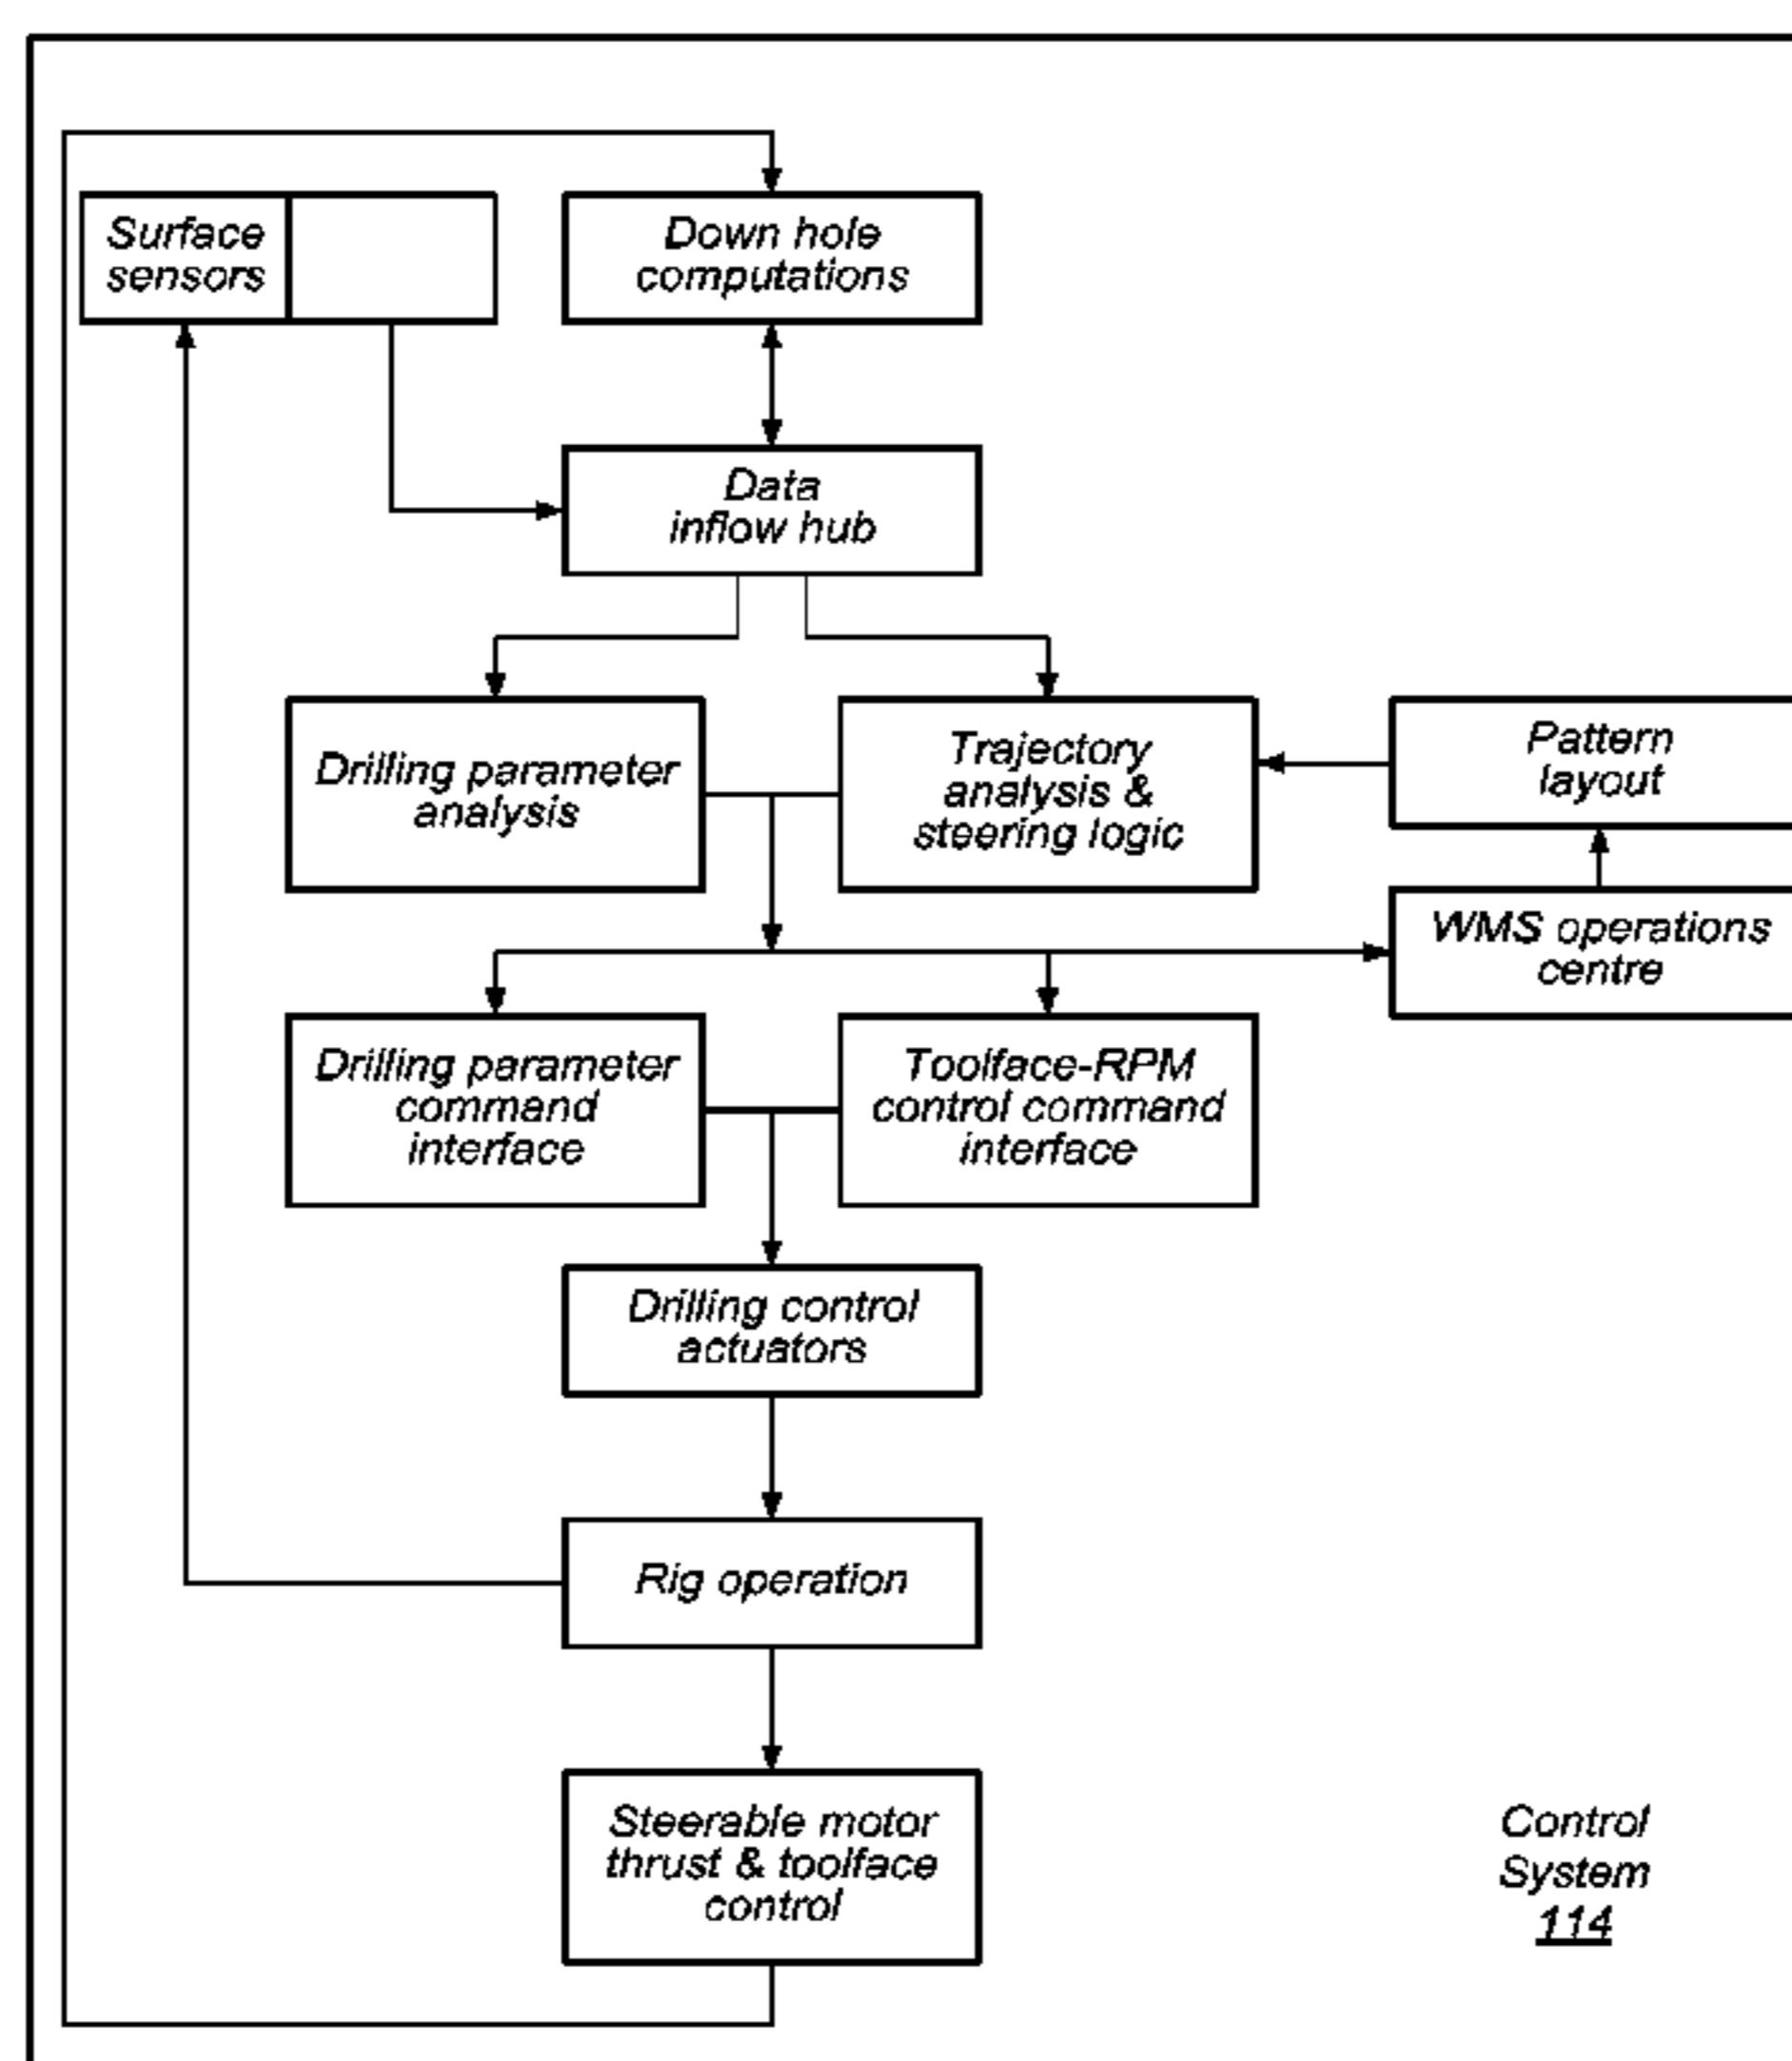 Surface
sensors
Down hole
computations
Data
inflow hub
Drilling parameter
analysis
Trajectory
analysis &
steering logic
Pattern
layout
WMS operations
centre
Drilling parameter
command
interface
Toolface-RPM
control command
interface
Drilling control
actuators
Rig operation
Steerable motor
thrust & toolface
control
Control
System
114